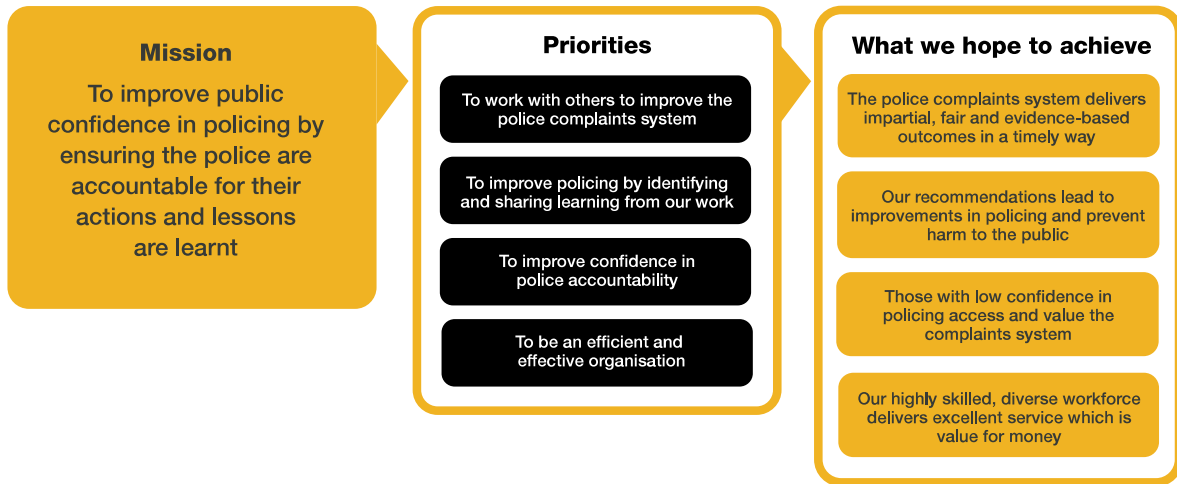 Mission
To improve public
confidence in policing by
ensuring the police are
accountable for their
actions and lessons
are learnt
Priorities
To work with others to improve the
police complaints system
To improve policing by identifying
and sharing learning from our work
To improve confidence in
police accountability
To be an efficient and
effective organisation
What we hope to achieve
The police complaints system delivers
impartial, fair and evidence-based
outcomes in a timely way
Our recommendations lead to
improvements in policing and prevent
harm to the public
Those with low confidence in
policing access and value the
complaints system
Our highly skilled, diverse workforce
delivers excellent service which is
value for money